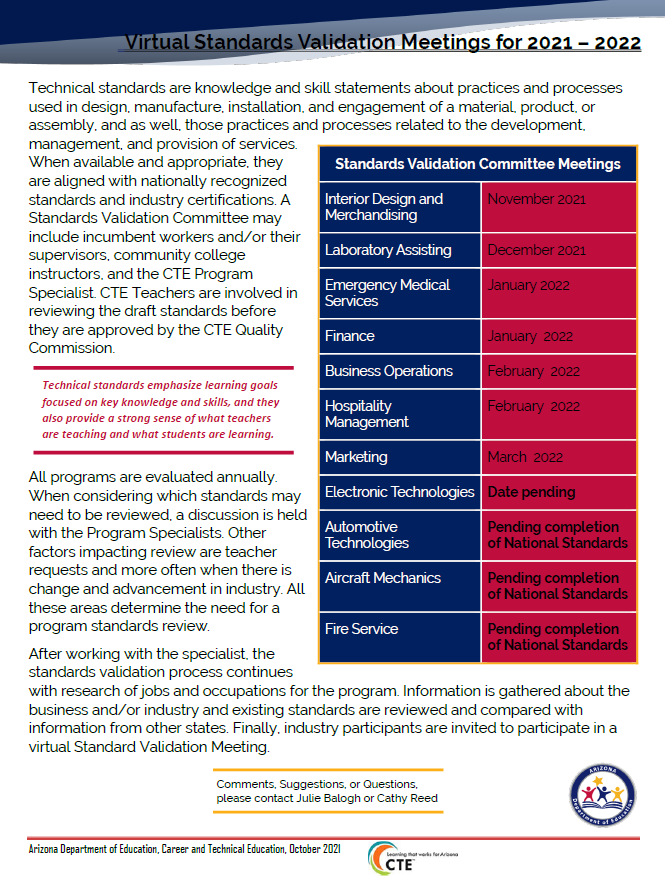 Virtual Standards Validation Meetings for 2021 – 2022
Technical standards are knowledge and skill statements about practices and processes
used in design, manufacture, installation, and engagement of a material, product, or
assembly, and as well, those practices and processes related to the development,
management, and provision of services.
When available and appropriate, they
are aligned with nationally recognized
standards and industry certifications. A
Standards Validation Committee may
include incumbent workers and/or their
supervisors, community college
instructors, and the CTE Program
Specialist. CTE Teachers are involved in
reviewing the draft standards before
they are approved by the CTE Quality
Commission.
Technical standards emphasize learning goals
focused on key knowledge and skills, and they
also provide a strong sense of what teachers
are teaching and what students are learning.
All programs are evaluated annually.
When considering which standards may
need to be reviewed, a discussion is held
with the Program Specialists. Other
factors impacting review are teacher
requests and more often when there is
change and advancement in industry. All
these areas determine the need for a
program standards review.
After working with the specialist, the
standards validation process continues
with research of jobs and occupations for the program. Information is gathered about the
business and/or industry and existing standards are reviewed and compared with
information from other states. Finally, industry participants are invited to participate in a
virtual Standard Validation Meeting.
Standards Validation Committee Meetings
Interior Design and
Merchandising
November 2021
Laboratory Assisting
December 2021
Emergency Medical
Services
January 2022
Finance
January 2022
Business Operations
February 2022
Hospitality
Management
February 2022
Marketing
March 2022
Electronic Technologies
Date pending
Automotive
Technologies
Pending completion
of National Standards
Aircraft Mechanics
Pending completion
of National Standards
Fire Service
Pending completion
of National Standards
Comments, Suggestions, or Questions,
please contact Julie Balogh or Cathy Reed
ARIZONA
Department of Education
Arizona Department of Education, Career and Technical Education, October 2021
Learning that works for Arizona
CTE